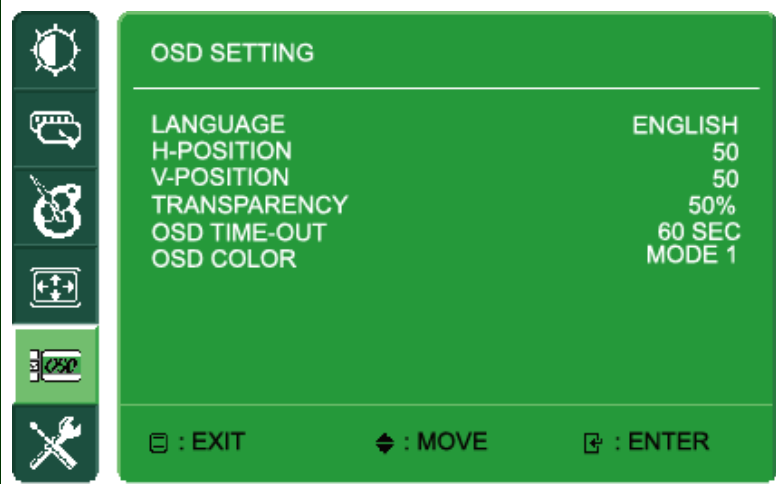 OSD SETTING
LANGUAGE ENGLISH
H-POSITION 50
V-POSITION 50
TRANSPARENCY 50%
OSD TIME-OUT 60 SEC
OSD COLOR MODE 1
OSD
: EXIT : MOVE : ENTER